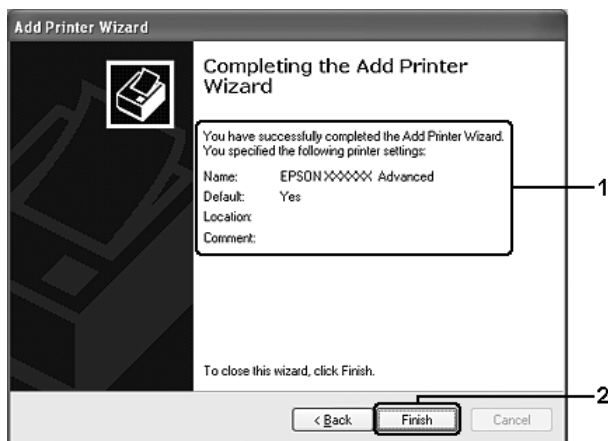 Add Printer Wizard
Completing the Add Printer
Wizard
You have successfully completed the Add Printer Wizard.
You specified the following printer settings:
Name: EPSON XXXXXX Advanced
Default: Yes
Location:
Comment:
1
To close this wizard, click Finish.
2
< Back Finish Cancel